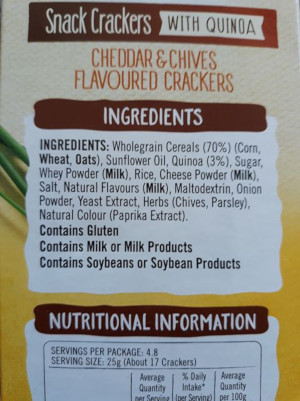 Snack Crackers WITH QUINOA
CHEDDAR & CHIVES
FLAVOURED CRACKERS
INGREDIENTS
INGREDIENTS: Wholegrain Cereals (70%) (Corn,
Wheat, Oats), Sunflower Oil, Quinoa (3%), Sugar,
Whey Powder (Milk), Rice, Cheese Powder (Milk),
Salt, Natural Flavours (Milk), Maltodextrin, Onion
Powder, Yeast Extract, Herbs (Chives, Parsley),
Natural Colour (Paprika Extract).
Contains Gluten
Contains Milk or Milk Products
Contains Soybeans or Soybean Products
NUTRITIONAL INFORMATION
SERVINGS PER PACKAGE: 4.8
SERVING SIZE: 25g (About 17 Crackers)
Average % Daily Average
Quantity Intake* Quantity
per Serving (per Serving) per 100g